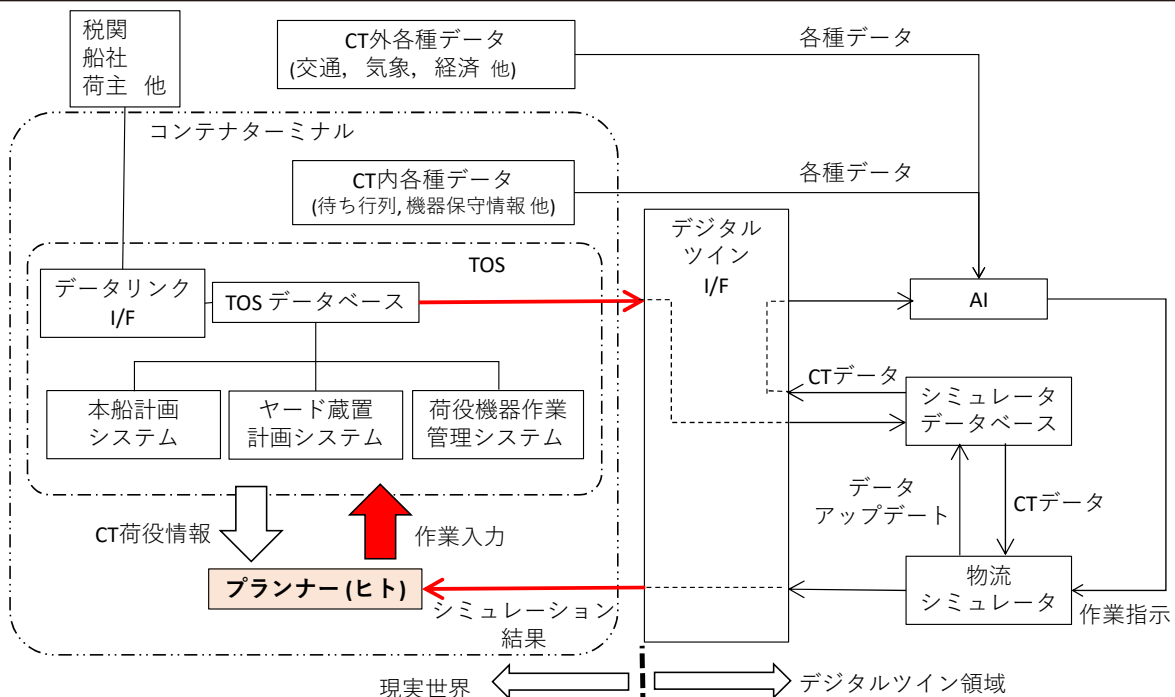 税関
船社
荷主 他
CT外各種データ
(交通, 気象, 経済 他)
各種データ
コンテナターミナル
CT内各種データ
(待ち行列, 機器保守情報 他)
各種データ
TOS
データリンク
I/F
TOS データベース
デジタル
ツイン
I/F
AI
CTデータ
シミュレータ
データベース
本船計画
システム
ヤード蔵置
計画システム
荷役機器作業
管理システム
データ
アップデート
CTデータ
CT荷役情報
作業入力
プランナー (ヒト)
シミュレーション
結果
物流
シミュレータ
作業指示
現実世界
デジタルツイン領域